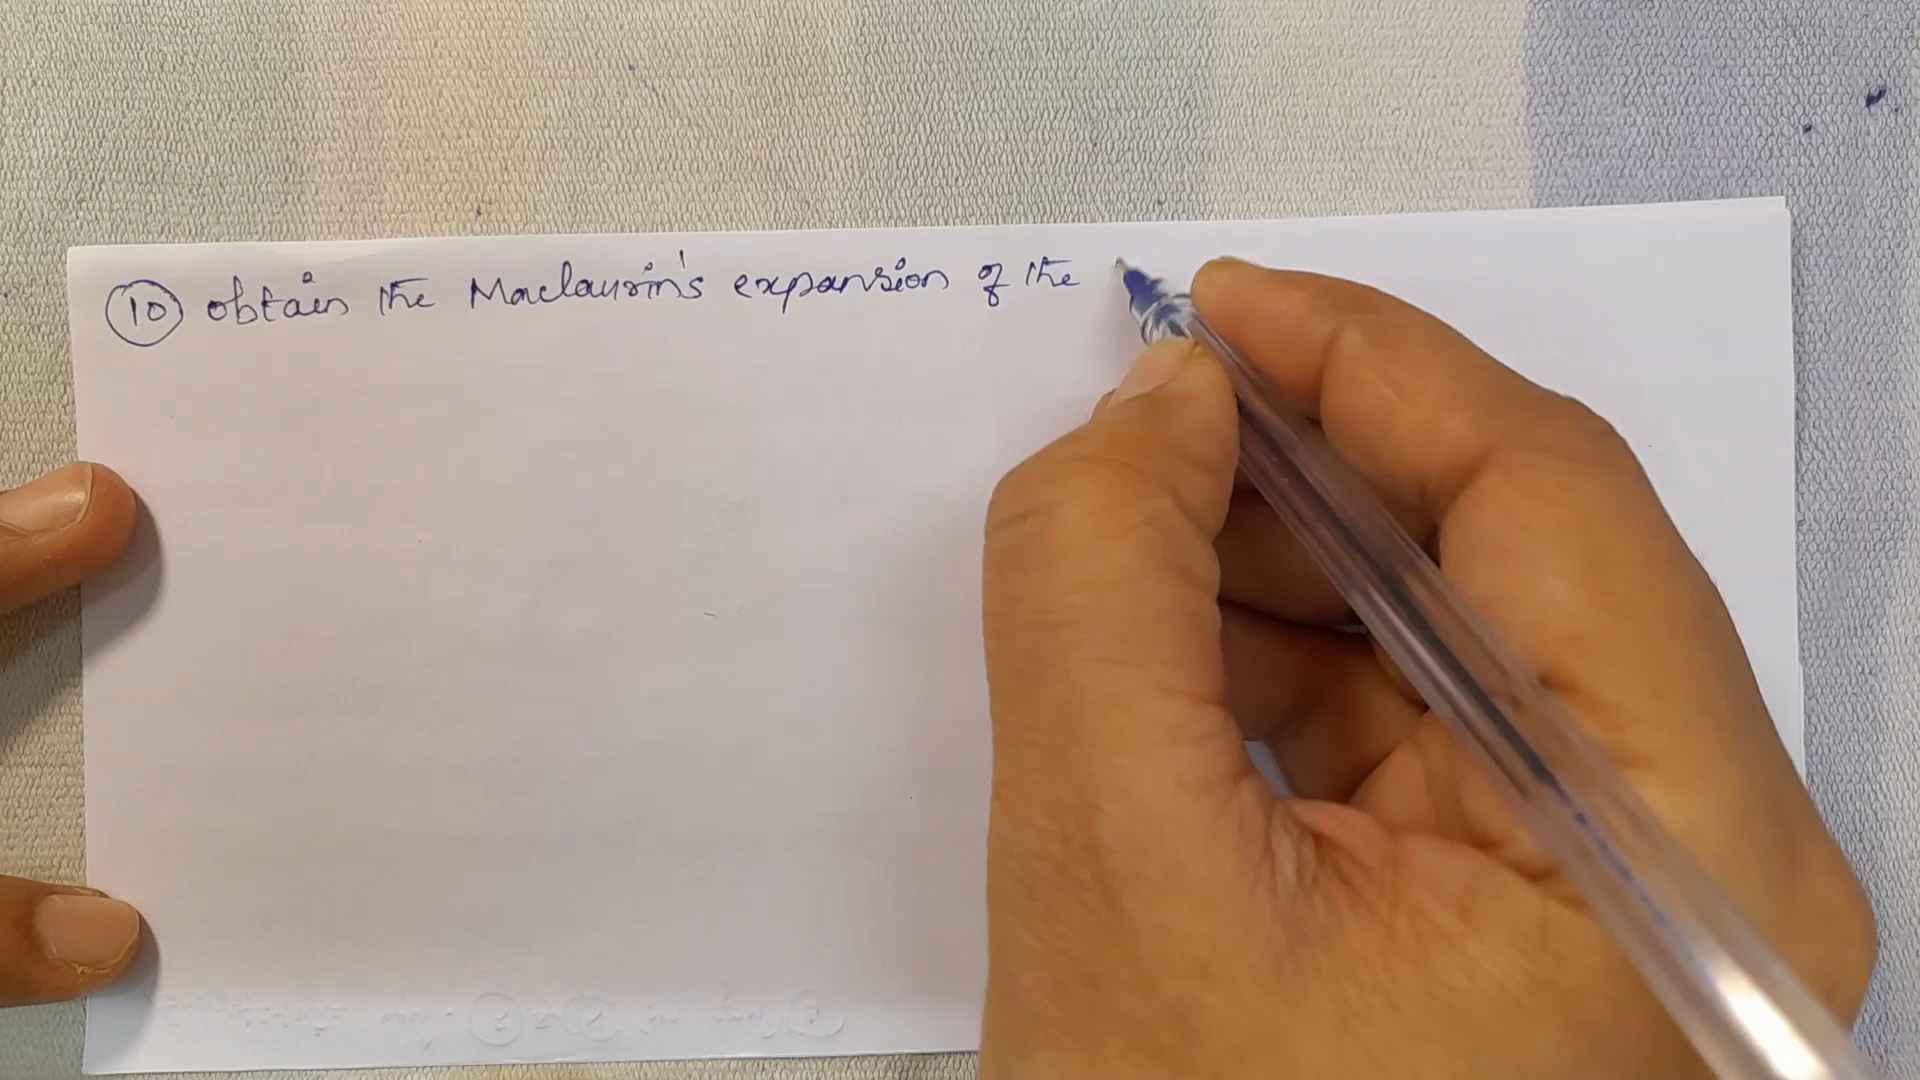 10 obtain the Maclaurin's expansion of the